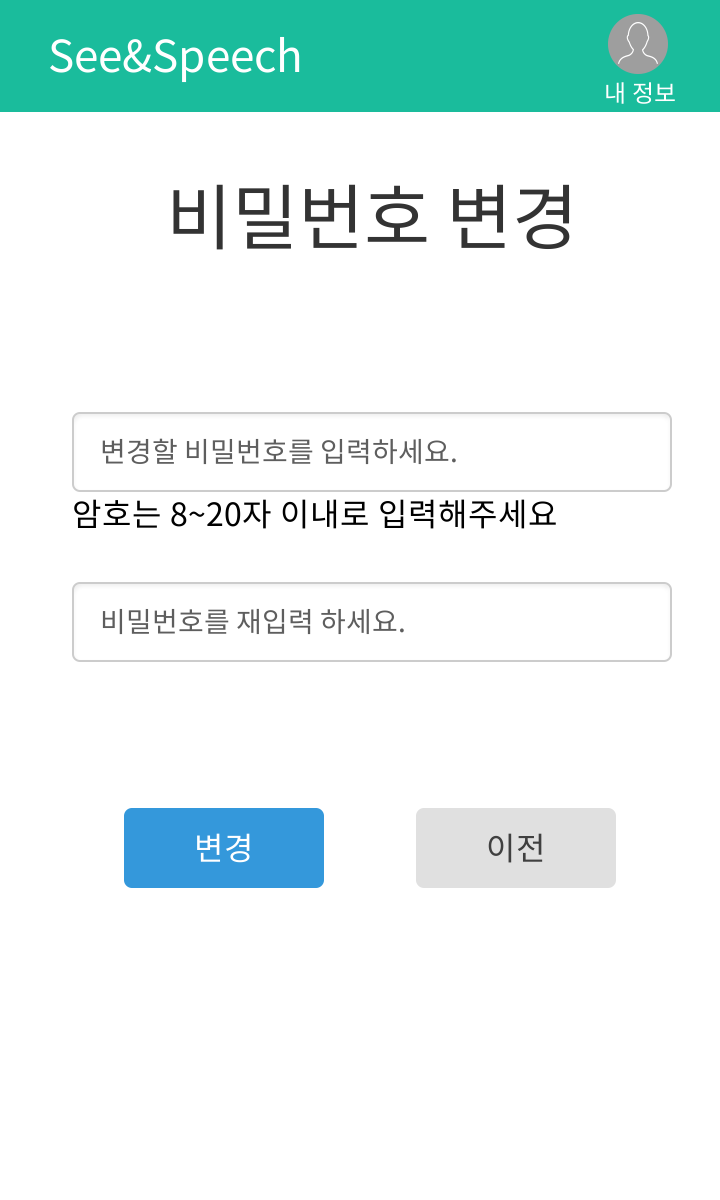 See&Speech
내 정보
비밀번호 변경
변경할 비밀번호를 입력하세요.
암호는 8~20자 이내로 입력해주세요
비밀번호를 재입력 하세요.
변경
이전